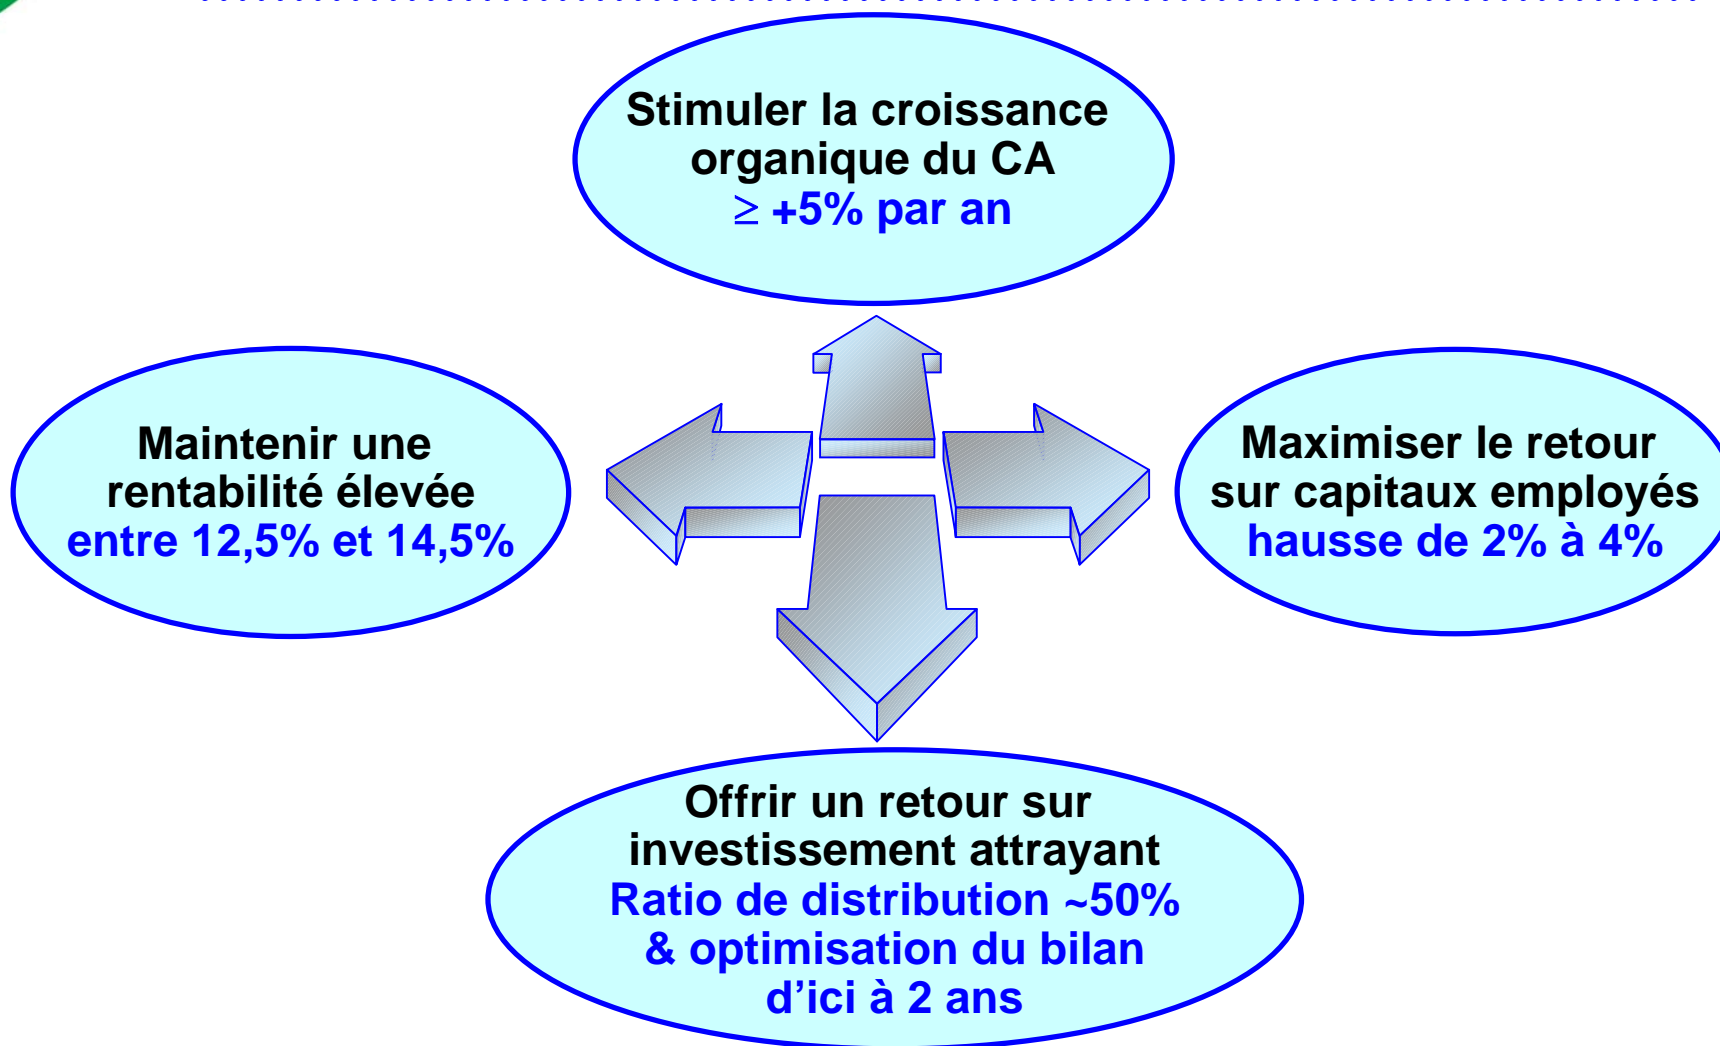 Stimuler la croissance
organique du CA
≥ +5% par an
Maintenir une
rentabilité élevée
entre 12,5% et 14,5%
Maximiser le retour
sur capitaux employés
hausse de 2% à 4%
Offrir un retour sur
investissement attrayant
Ratio de distribution ~50%
& optimisation du bilan
d’ici à 2 ans